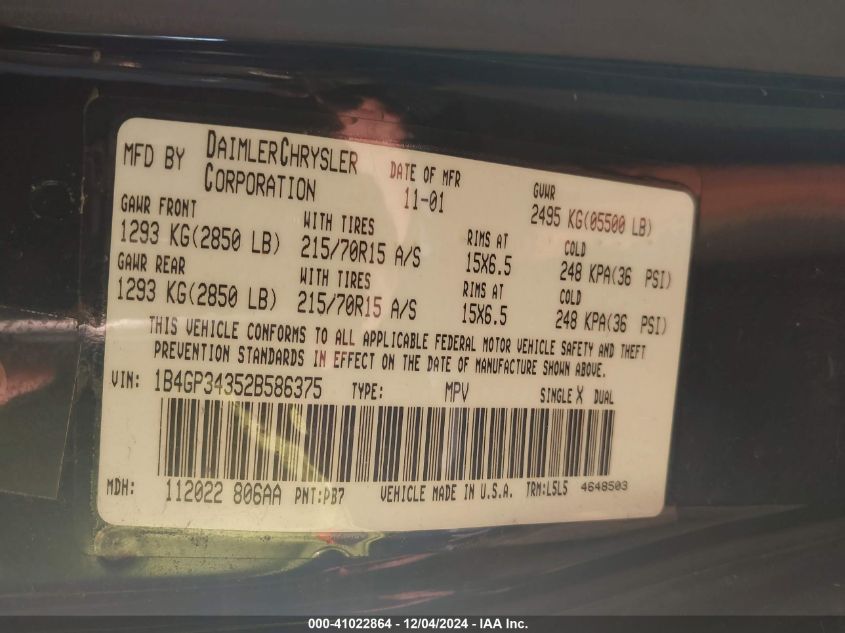 MFD BY DAIMLERCHRYSLER CORPORATION
DATE OF MFR 11-01
GVWR 2495 KG(05500 LB)
GAWR FRONT WITH TIRES RIMS AT COLD
1293 KG(2850 LB) 215/70R15 A/S 15X6.5 248 KPA(36 PSI)
GAWR REAR WITH TIRES RIMS AT COLD
1293 KG(2850 LB) 215/70R15 A/S 15X6.5 248 KPA(36 PSI)
THIS VEHICLE CONFORMS TO ALL APPLICABLE FEDERAL MOTOR VEHICLE SAFETY AND THEFT
PREVENTION STANDARDS IN EFFECT ON THE DATE OF MANUFACTURE SHOWN ABOVE.
VIN: 1B4GP34352B586375 TYPE: MPV SINGLE X DUAL
MDH: 112022 806AA PNT:PB7 VEHICLE MADE IN U.S.A. TRM:L5L5 4648503
000-41022864 - 12/04/2024 - IAA Inc.